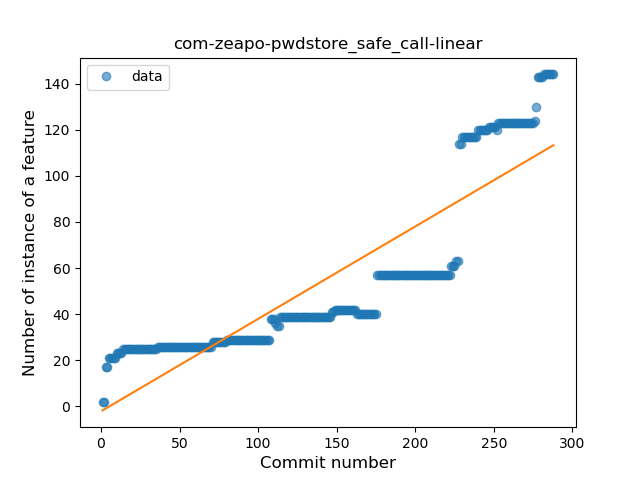 com-zeapo-pwdstore_safe_call-linear
data
Number of instance of a feature
140
120
100
80
60
40
20
0
0 50 100 150 200 250 300
Commit number